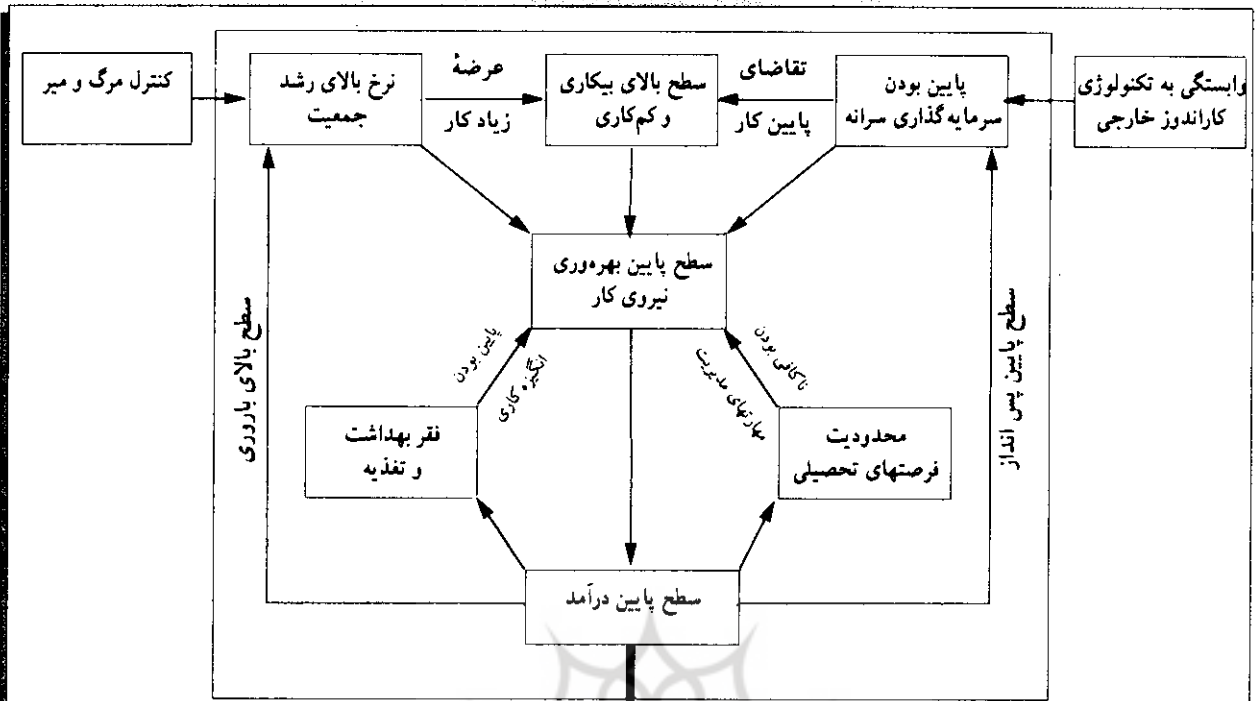 کنترل مرگ و میر
نرخ بالای رشد
جمعیت
عرضهٔ
زیاد کار
سطح بالای بیکاری
و کم‌کاری
تقاضای
پایین کار
پایین بودن
سرمایه‌گذاری سرانه
وابستگی به تکنولوژی
کاراندوز خارجی
سطح پایین بهره‌وری
نیروی کار
سطح بالای باروری
پایین بودن
انگیزه کاری
ناکافی بودن
مهارتهای مدیریت
سطح پایین پس انداز
فقر بهداشت
و تغذیه
محدودیت
فرصتهای تحصیلی
سطح پایین درآمد